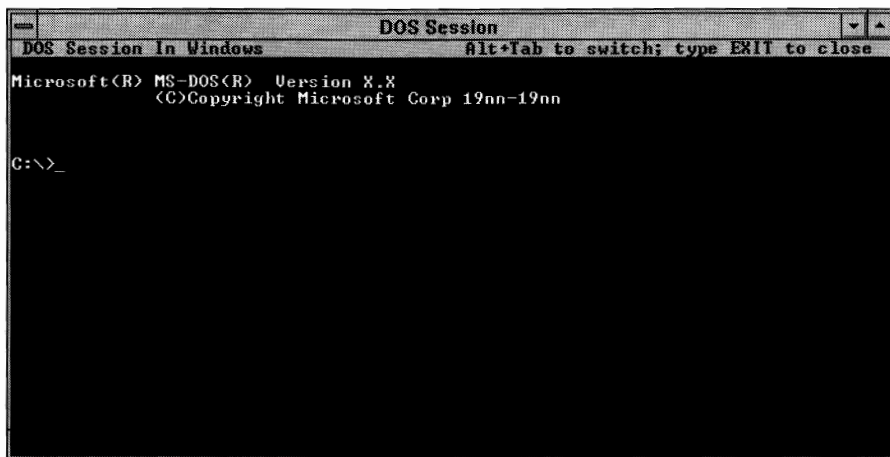 DOS Session
DOS Session In Windows Alt+Tab to switch; type EXIT to close
Microsoft(R) MS-DOS(R) Version X.X
(C)Copyright Microsoft Corp 19nn-19nn
C:\>_